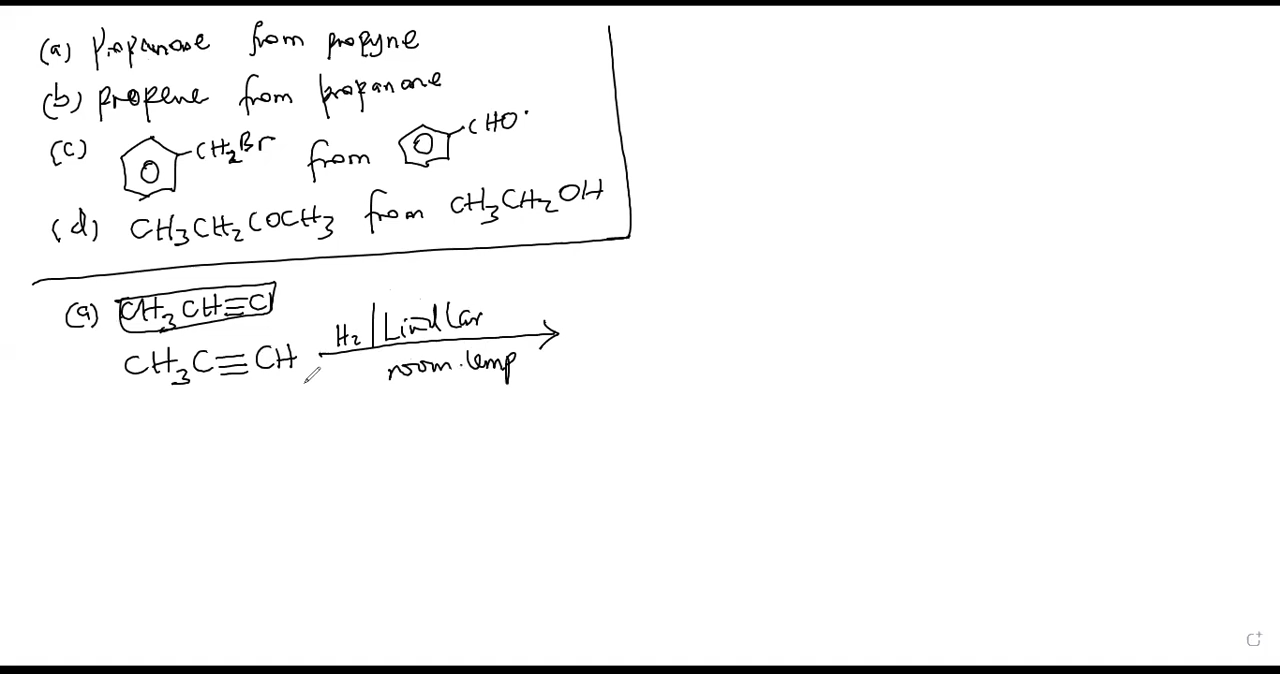 (a) Propanone from propyne
(b) propene from propanone
(c) CH₂Br from CHO
(d) CH₃CH₂COCH₃ from CH₃CH₂OH
(a) CH₃CH≡C
CH₃C≡CH H₂ | Lindlar
room temp